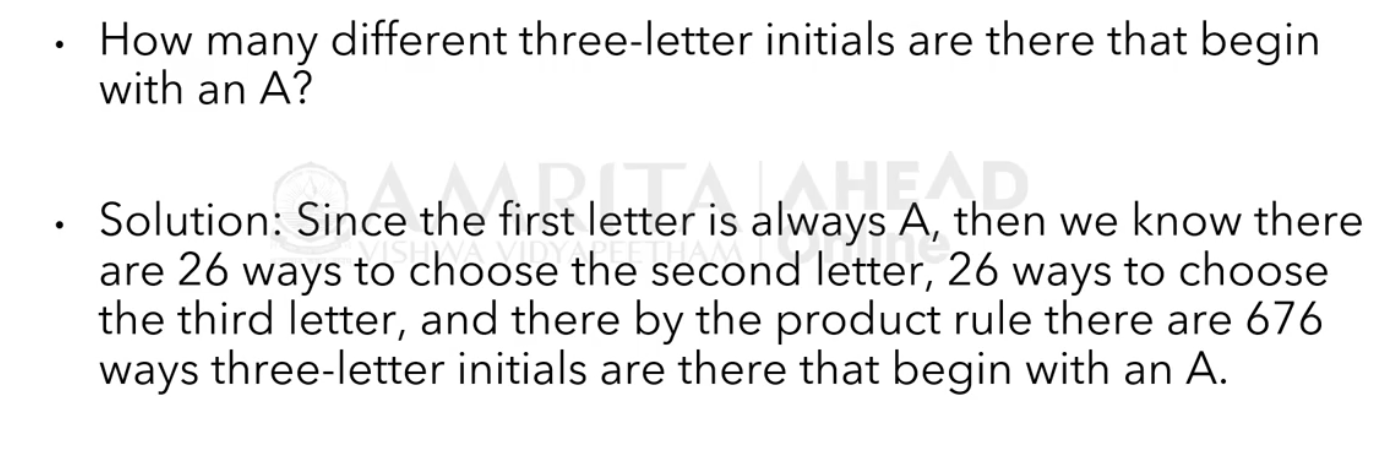 • How many different three-letter initials are there that begin
with an A?
AMRITA AHEAD
VISHWA VIDYAPEETHAM Online
• Solution: Since the first letter is always A, then we know there
are 26 ways to choose the second letter, 26 ways to choose
the third letter, and there by the product rule there are 676
ways three-letter initials are there that begin with an A.